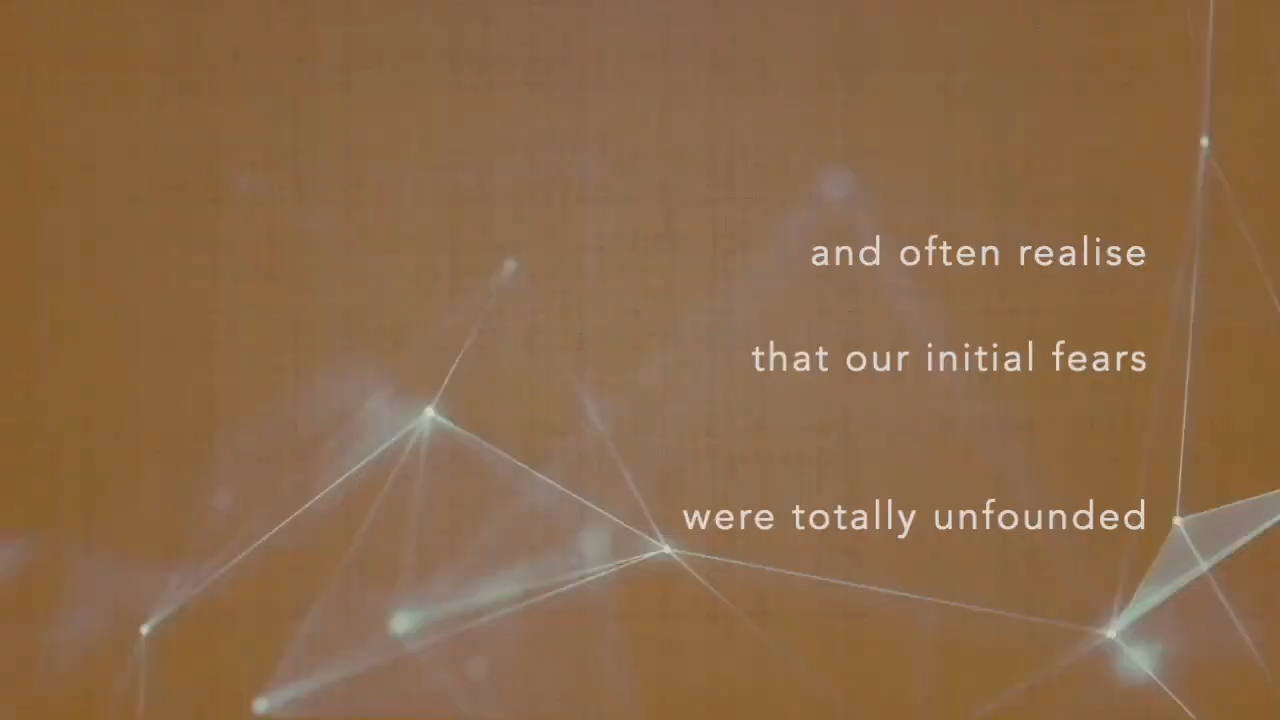 and often realise
that our initial fears
were totally unfounded